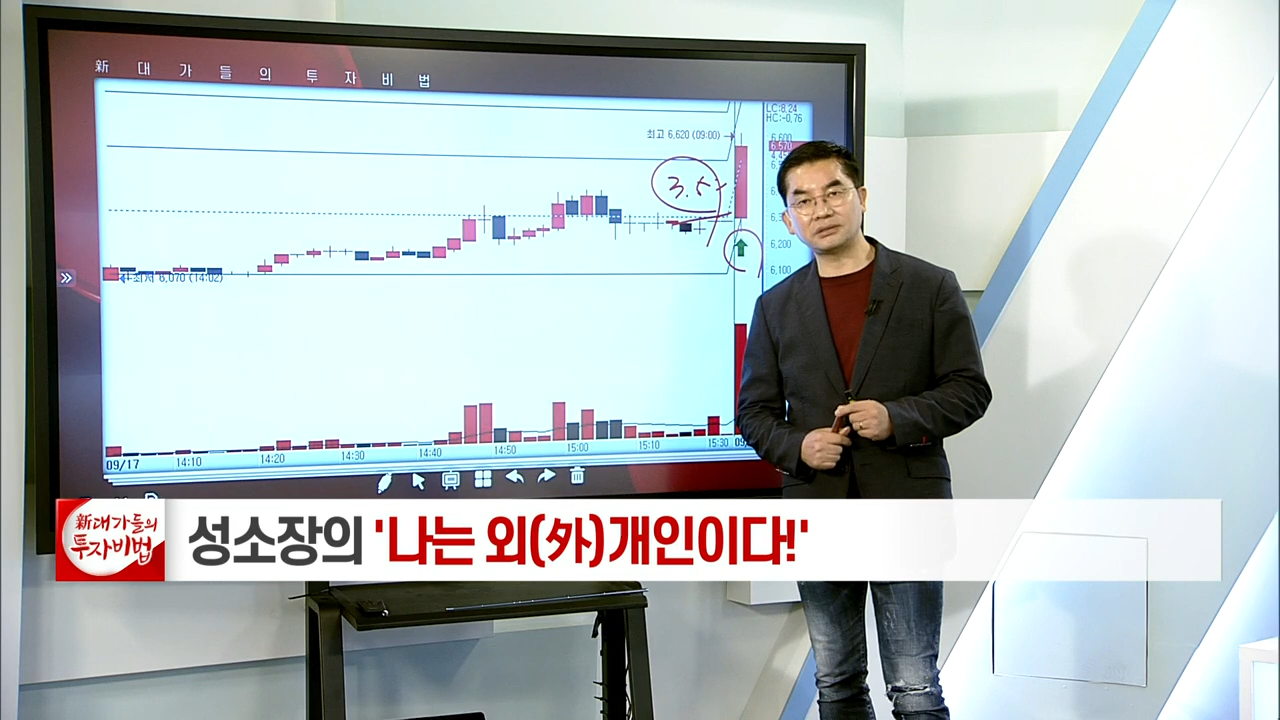 新 대 가 들 의 투 자 비 법
LC:8,24
HC:-0,76
최고 6,620 (09:00)
6,600
6,570
3.5%
6,200
6,100
최저 6,070 (14:02)
09/17 14:10 14:20 14:30 14:40 14:50 15:00 15:10 15:30
新대가들의
투자비법
성소장의 '나는 외(外)개인이다!'